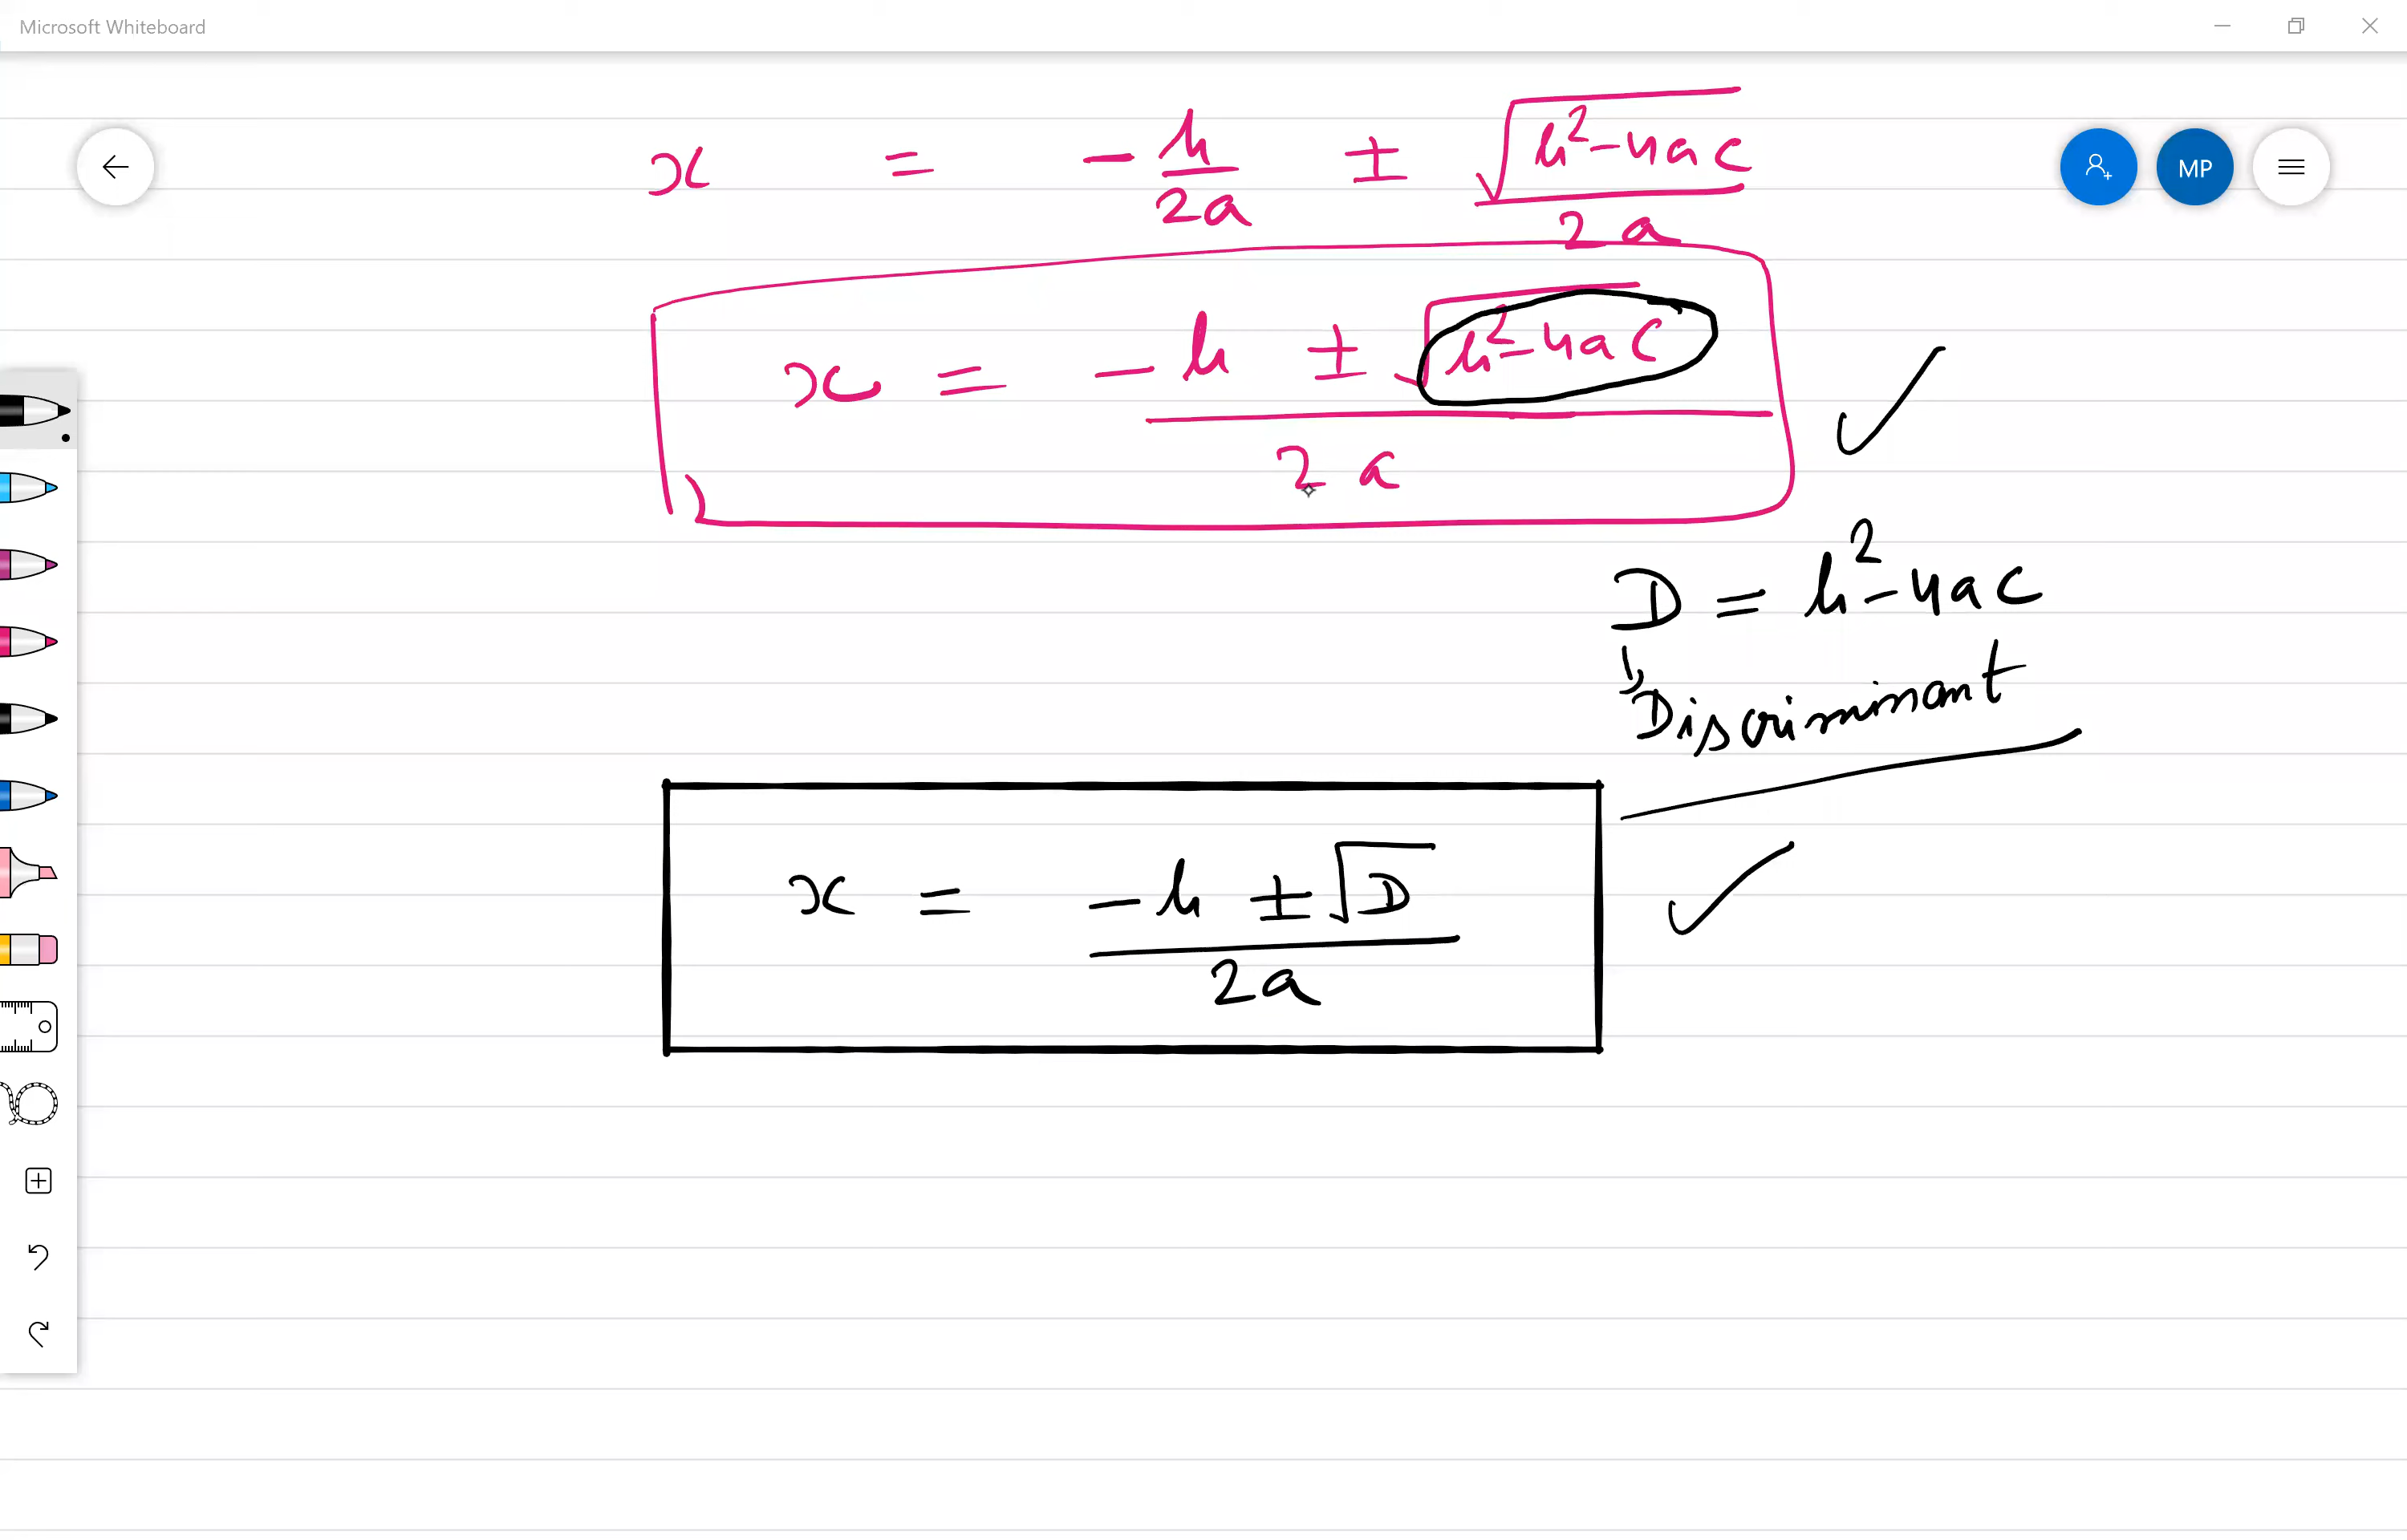 Microsoft Whiteboard
x = -b/2a ± √(b²-4ac)/2a
MP
x = (-b ± √(b²-4ac))/2a
D = b²-4ac
Discriminant
x = (-b ± √D)/2a